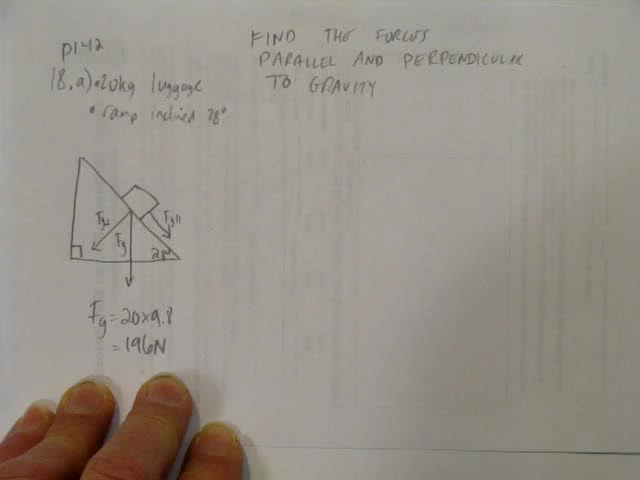 p142
18. a) • 20kg luggage
• ramp inclined 28°
FIND THE FORCES
PARALLEL AND PERPENDICULAR
TO GRAVITY
Fg⊥
Fg
Fg||
28°
Fg = 20 x 9.8
= 196N